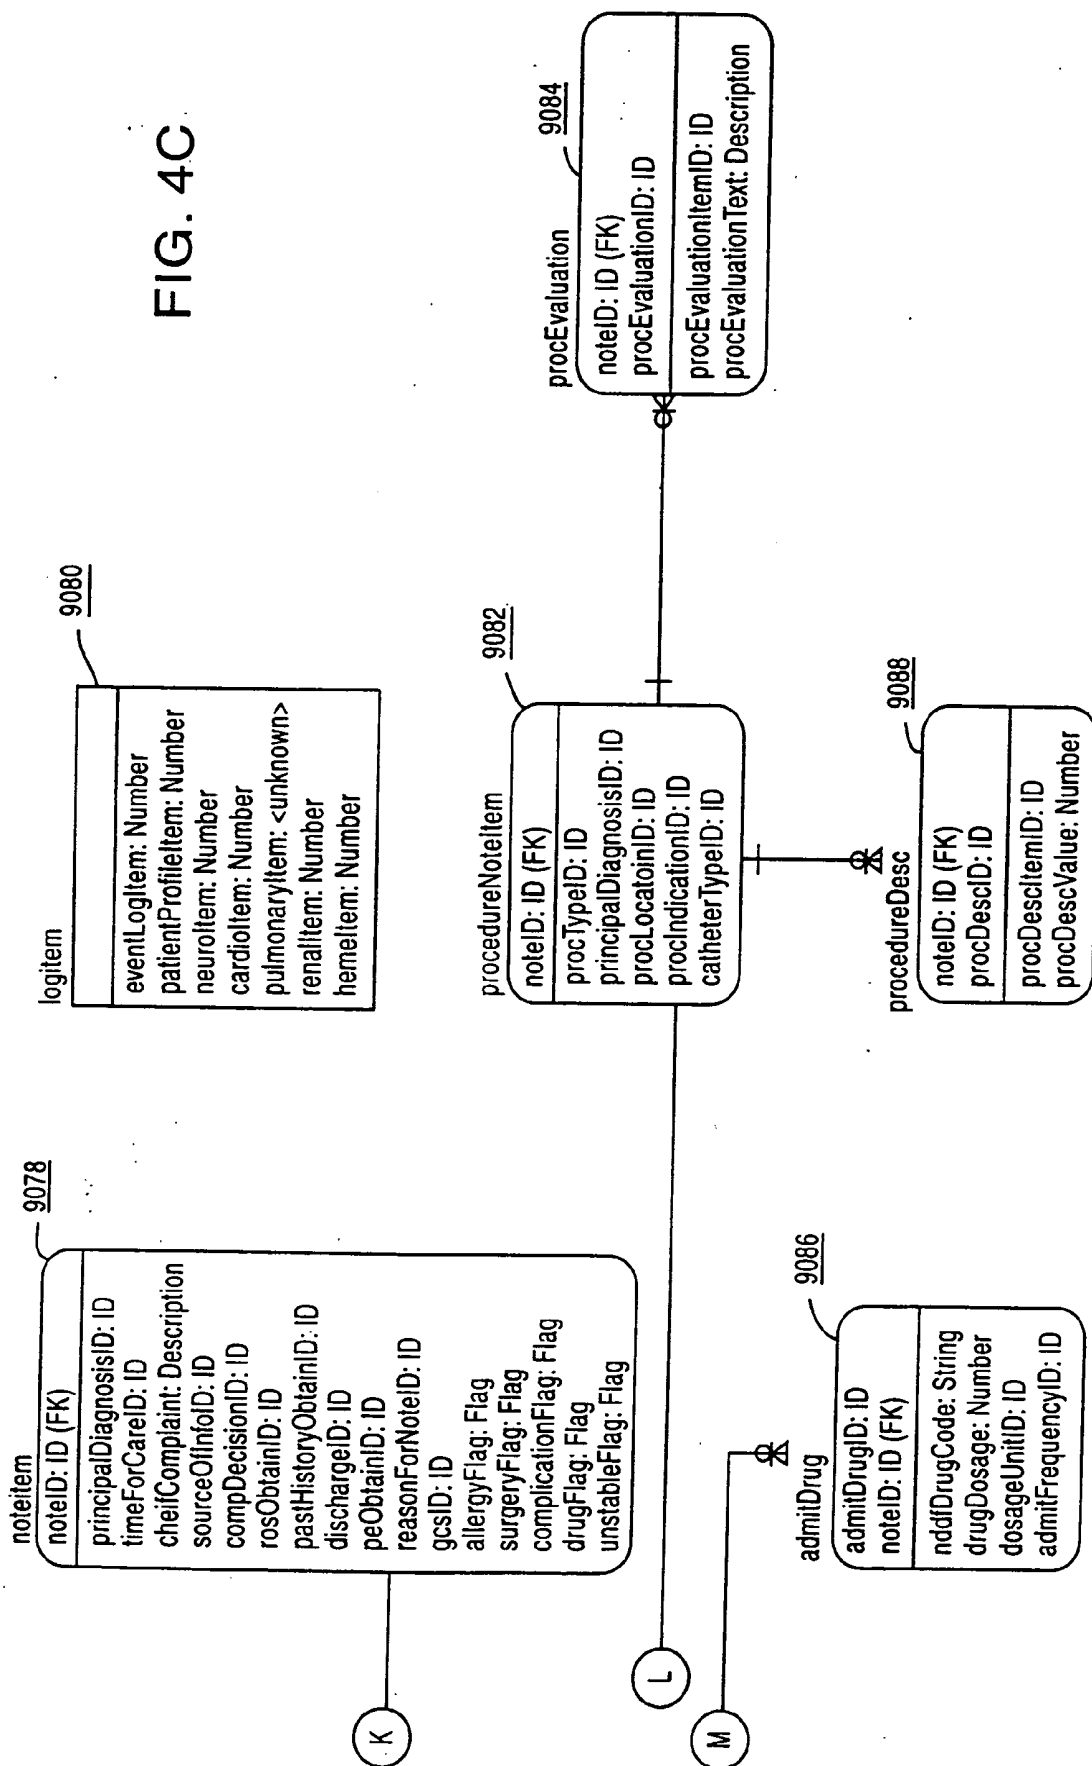 FIG. 4C
noteitem
9078
noteID: ID (FK)
principalDiagnosisID: ID
timeForCareID: ID
cheifComplaint: Description
sourceOfInfoID: ID
compDecisionID: ID
rosObtainID: ID
pastHistoryObtainID: ID
dischargeID: ID
peObtainID: ID
reasonForNoteID: ID
gcsID: ID
allergyFlag: Flag
surgeryFlag: Flag
complicationFlag: Flag
drugFlag: Flag
unstableFlag: Flag
K
logitem
9080
eventLogItem: Number
patientProfileItem: Number
neuroItem: Number
cardioItem: Number
pulmonaryItem: <unknown>
renalItem: Number
hemeItem: Number
L
procedureNoteItem
9082
noteID: ID (FK)
procTypeID: ID
principalDiagnosisID: ID
procLocatoinID: ID
procIndicationID: ID
catheterTypeID: ID
procEvaluation
9084
noteID: ID (FK)
procEvaluationID: ID
procEvaluationItemID: ID
procEvaluationText: Description
M
admitDrug
9086
admitDrugID: ID
noteID: ID (FK)
nddfDrugCode: String
drugDosage: Number
dosageUnitID: ID
admitFrequencyID: ID
procedureDesc
9088
noteID: ID (FK)
procDescID: ID
procDescItemID: ID
procDescValue: Number